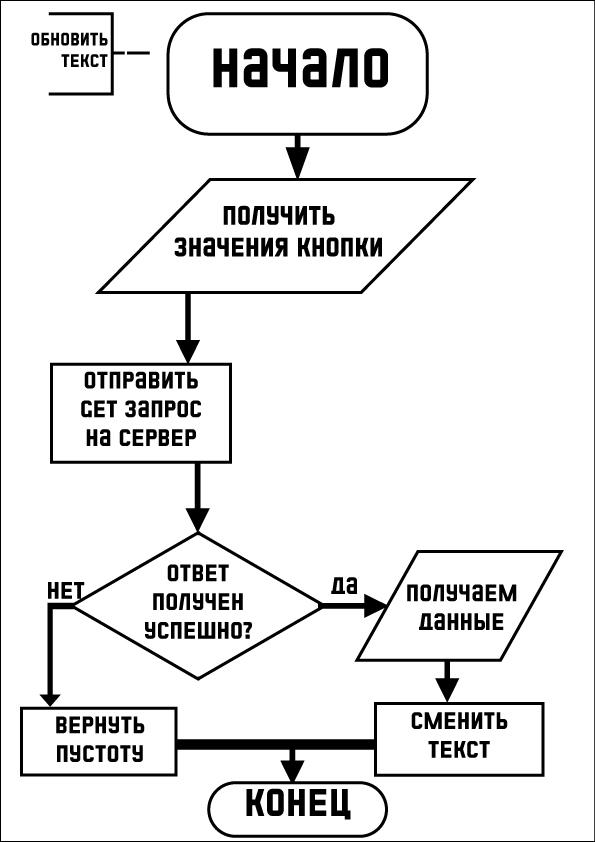 ОБНОВИТЬ
ТЕКСТ
НАЧАЛО
ПОЛУЧИТЬ
ЗНАЧЕНИЯ КНОПКИ
ОТПРАВИТЬ
GET ЗАПРОС
НА СЕРВЕР
ОТВЕТ
ПОЛУЧЕН
УСПЕШНО?
НЕТ
ДА
ПОЛУЧАЕМ
ДАННЫЕ
ВЕРНУТЬ
ПУСТОТУ
СМЕНИТЬ
ТЕКСТ
КОНЕЦ